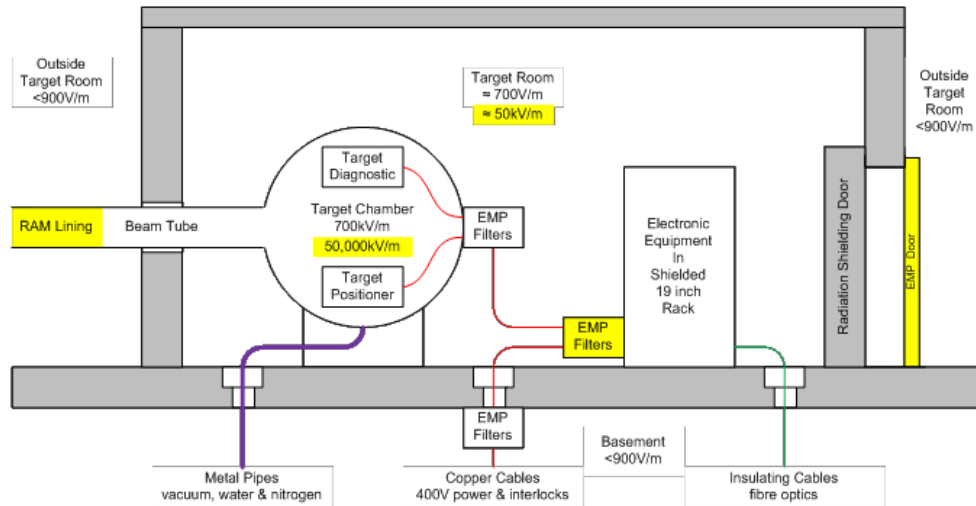 Outside
Target Room
<900V/m
Target Room
≈ 700V/m
≈ 50kV/m
Outside
Target
Room
<900V/m
Target
Diagnostic
RAM Lining
Beam Tube
Target Chamber
700kV/m
50,000kV/m
EMP
Filters
Target
Positioner
Electronic
Equipment
In
Shielded
19 inch
Rack
Radiation Shielding Door
EMP Door
EMP
Filters
EMP
Filters
Basement
<900V/m
Metal Pipes
vacuum, water & nitrogen
Copper Cables
400V power & interlocks
Insulating Cables
fibre optics